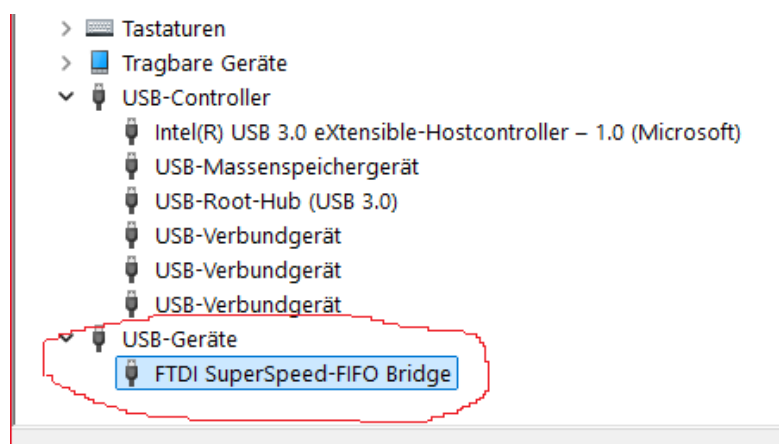 Tastaturen
Tragbare Geräte
USB-Controller
Intel(R) USB 3.0 eXtensible-Hostcontroller – 1.0 (Microsoft)
USB-Massenspeichergerät
USB-Root-Hub (USB 3.0)
USB-Verbundgerät
USB-Verbundgerät
USB-Verbundgerät
USB-Geräte
FTDI SuperSpeed-FIFO Bridge